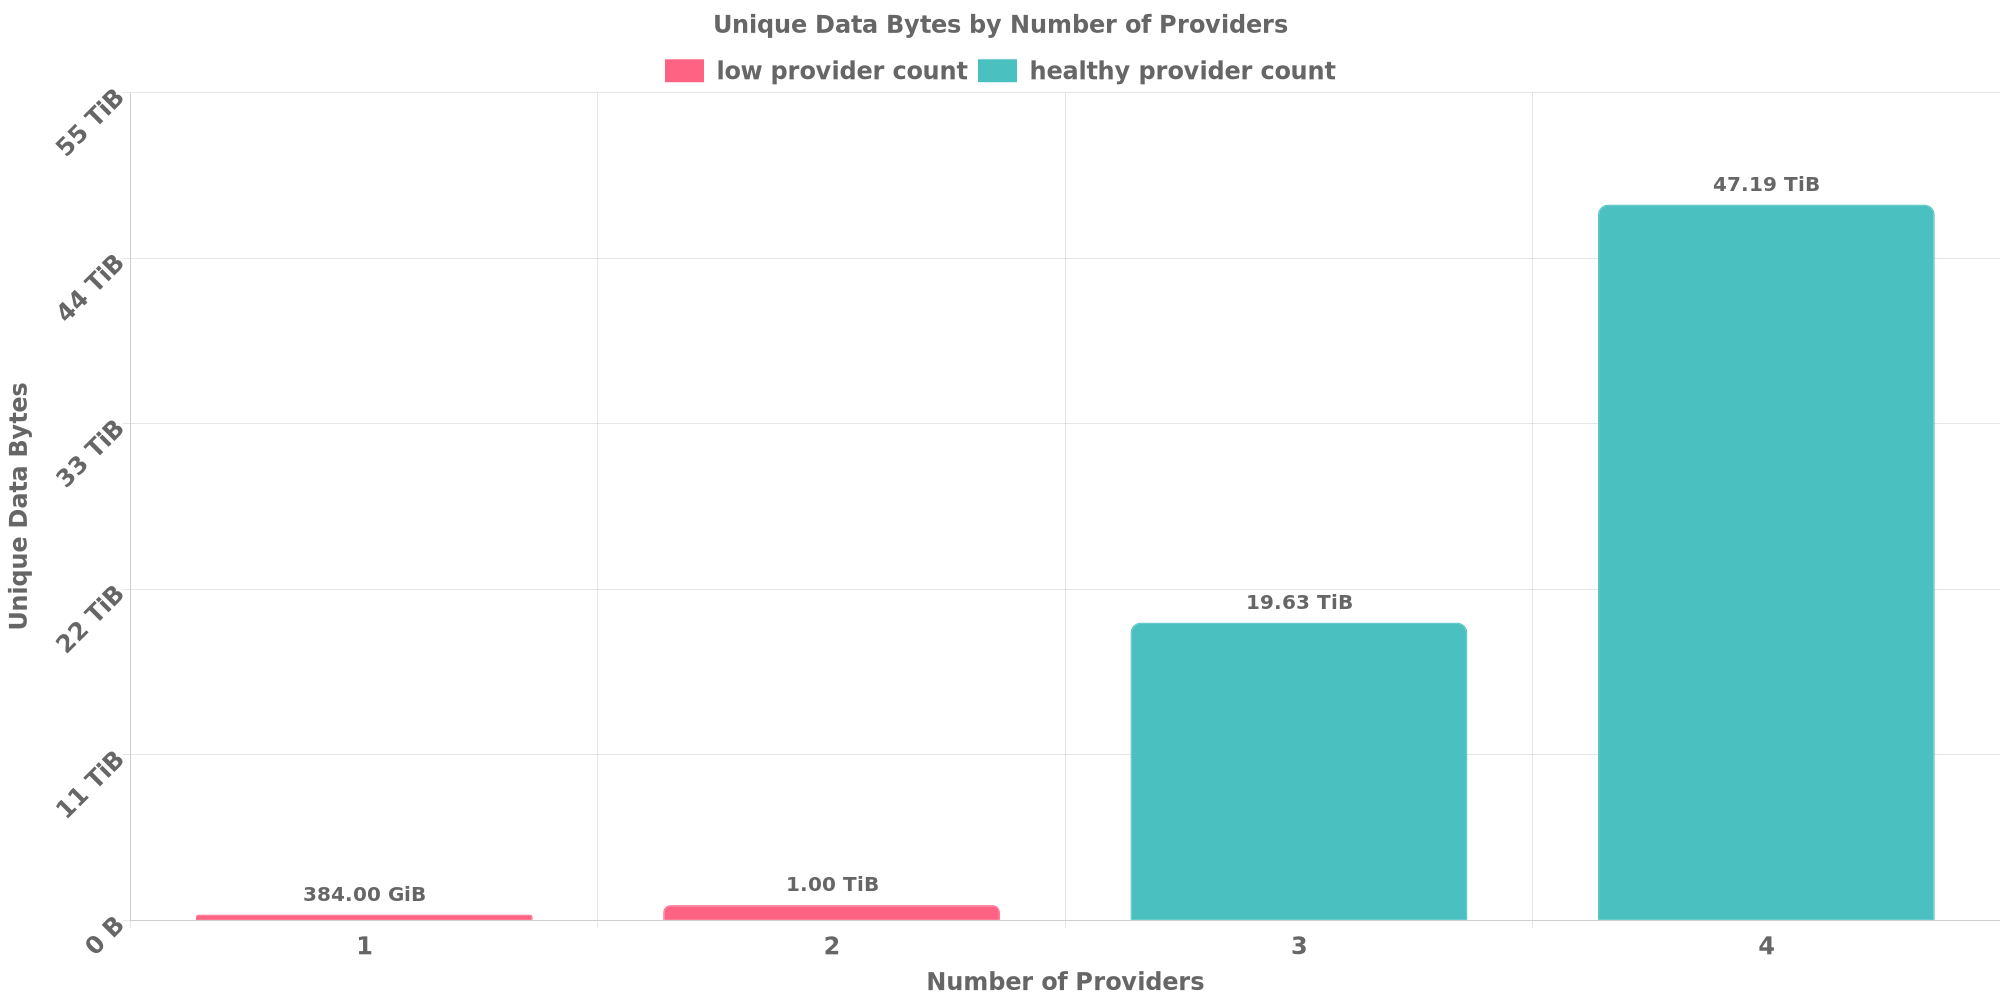 Unique Data Bytes by Number of Providers
low provider count healthy provider count
55 TiB
44 TiB
33 TiB
22 TiB
11 TiB
0 B
Unique Data Bytes
384.00 GiB
1.00 TiB
19.63 TiB
47.19 TiB
1 2 3 4
Number of Providers